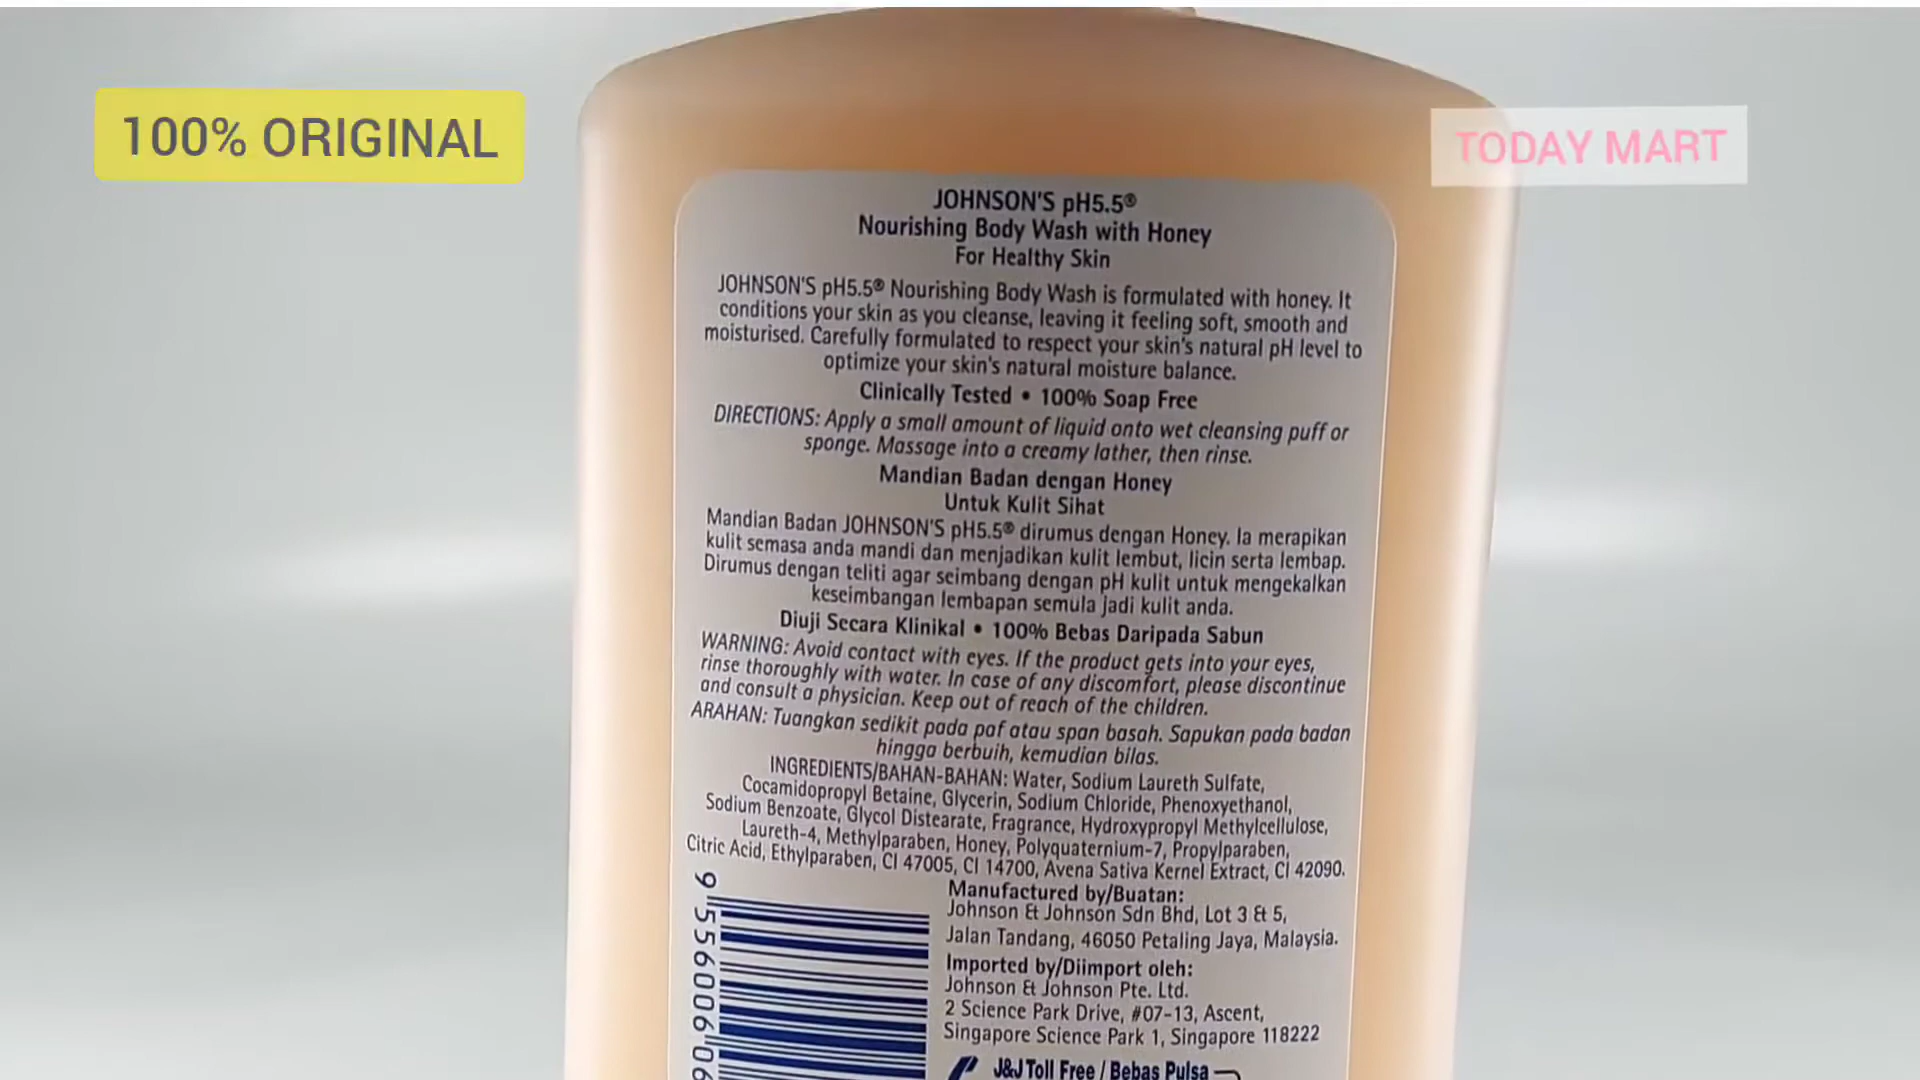 100% ORIGINAL
TODAY MART
JOHNSON'S pH5.5®
Nourishing Body Wash with Honey
For Healthy Skin
JOHNSON'S pH5.5® Nourishing Body Wash is formulated with honey. It
conditions your skin as you cleanse, leaving it feeling soft, smooth and
moisturised. Carefully formulated to respect your skin's natural pH level to
optimize your skin's natural moisture balance.
Clinically Tested • 100% Soap Free
DIRECTIONS: Apply a small amount of liquid onto wet cleansing puff or
sponge. Massage into a creamy lather, then rinse.
Mandian Badan dengan Honey
Untuk Kulit Sihat
Mandian Badan JOHNSON'S pH5.5® dirumus dengan Honey. Ia merapikan
kulit semasa anda mandi dan menjadikan kulit lembut, licin serta lembap.
Dirumus dengan teliti agar seimbang dengan pH kulit untuk mengekalkan
keseimbangan lembapan semula jadi kulit anda.
Diuji Secara Klinikal • 100% Bebas Daripada Sabun
WARNING: Avoid contact with eyes. If the product gets into your eyes,
rinse thoroughly with water. In case of any discomfort, please discontinue
and consult a physician. Keep out of reach of the children.
ARAHAN: Tuangkan sedikit pada paf atau span basah. Sapukan pada badan
hingga berbuih, kemudian bilas.
INGREDIENTS/BAHAN-BAHAN: Water, Sodium Laureth Sulfate,
Cocamidopropyl Betaine, Glycerin, Sodium Chloride, Phenoxyethanol,
Sodium Benzoate, Glycol Distearate, Fragrance, Hydroxypropyl Methylcellulose,
Laureth-4, Methylparaben, Honey, Polyquaternium-7, Propylparaben,
Citric Acid, Ethylparaben, CI 47005, CI 14700, Avena Sativa Kernel Extract, CI 42090.
Manufactured by/Buatan:
Johnson & Johnson Sdn Bhd, Lot 3 & 5,
Jalan Tandang, 46050 Petaling Jaya, Malaysia.
Imported by/Diimport oleh:
Johnson & Johnson Pte. Ltd.
2 Science Park Drive, #07-13, Ascent,
Singapore Science Park 1, Singapore 118222
J&J Toll Free / Bebas Pulsa
9 556006 06